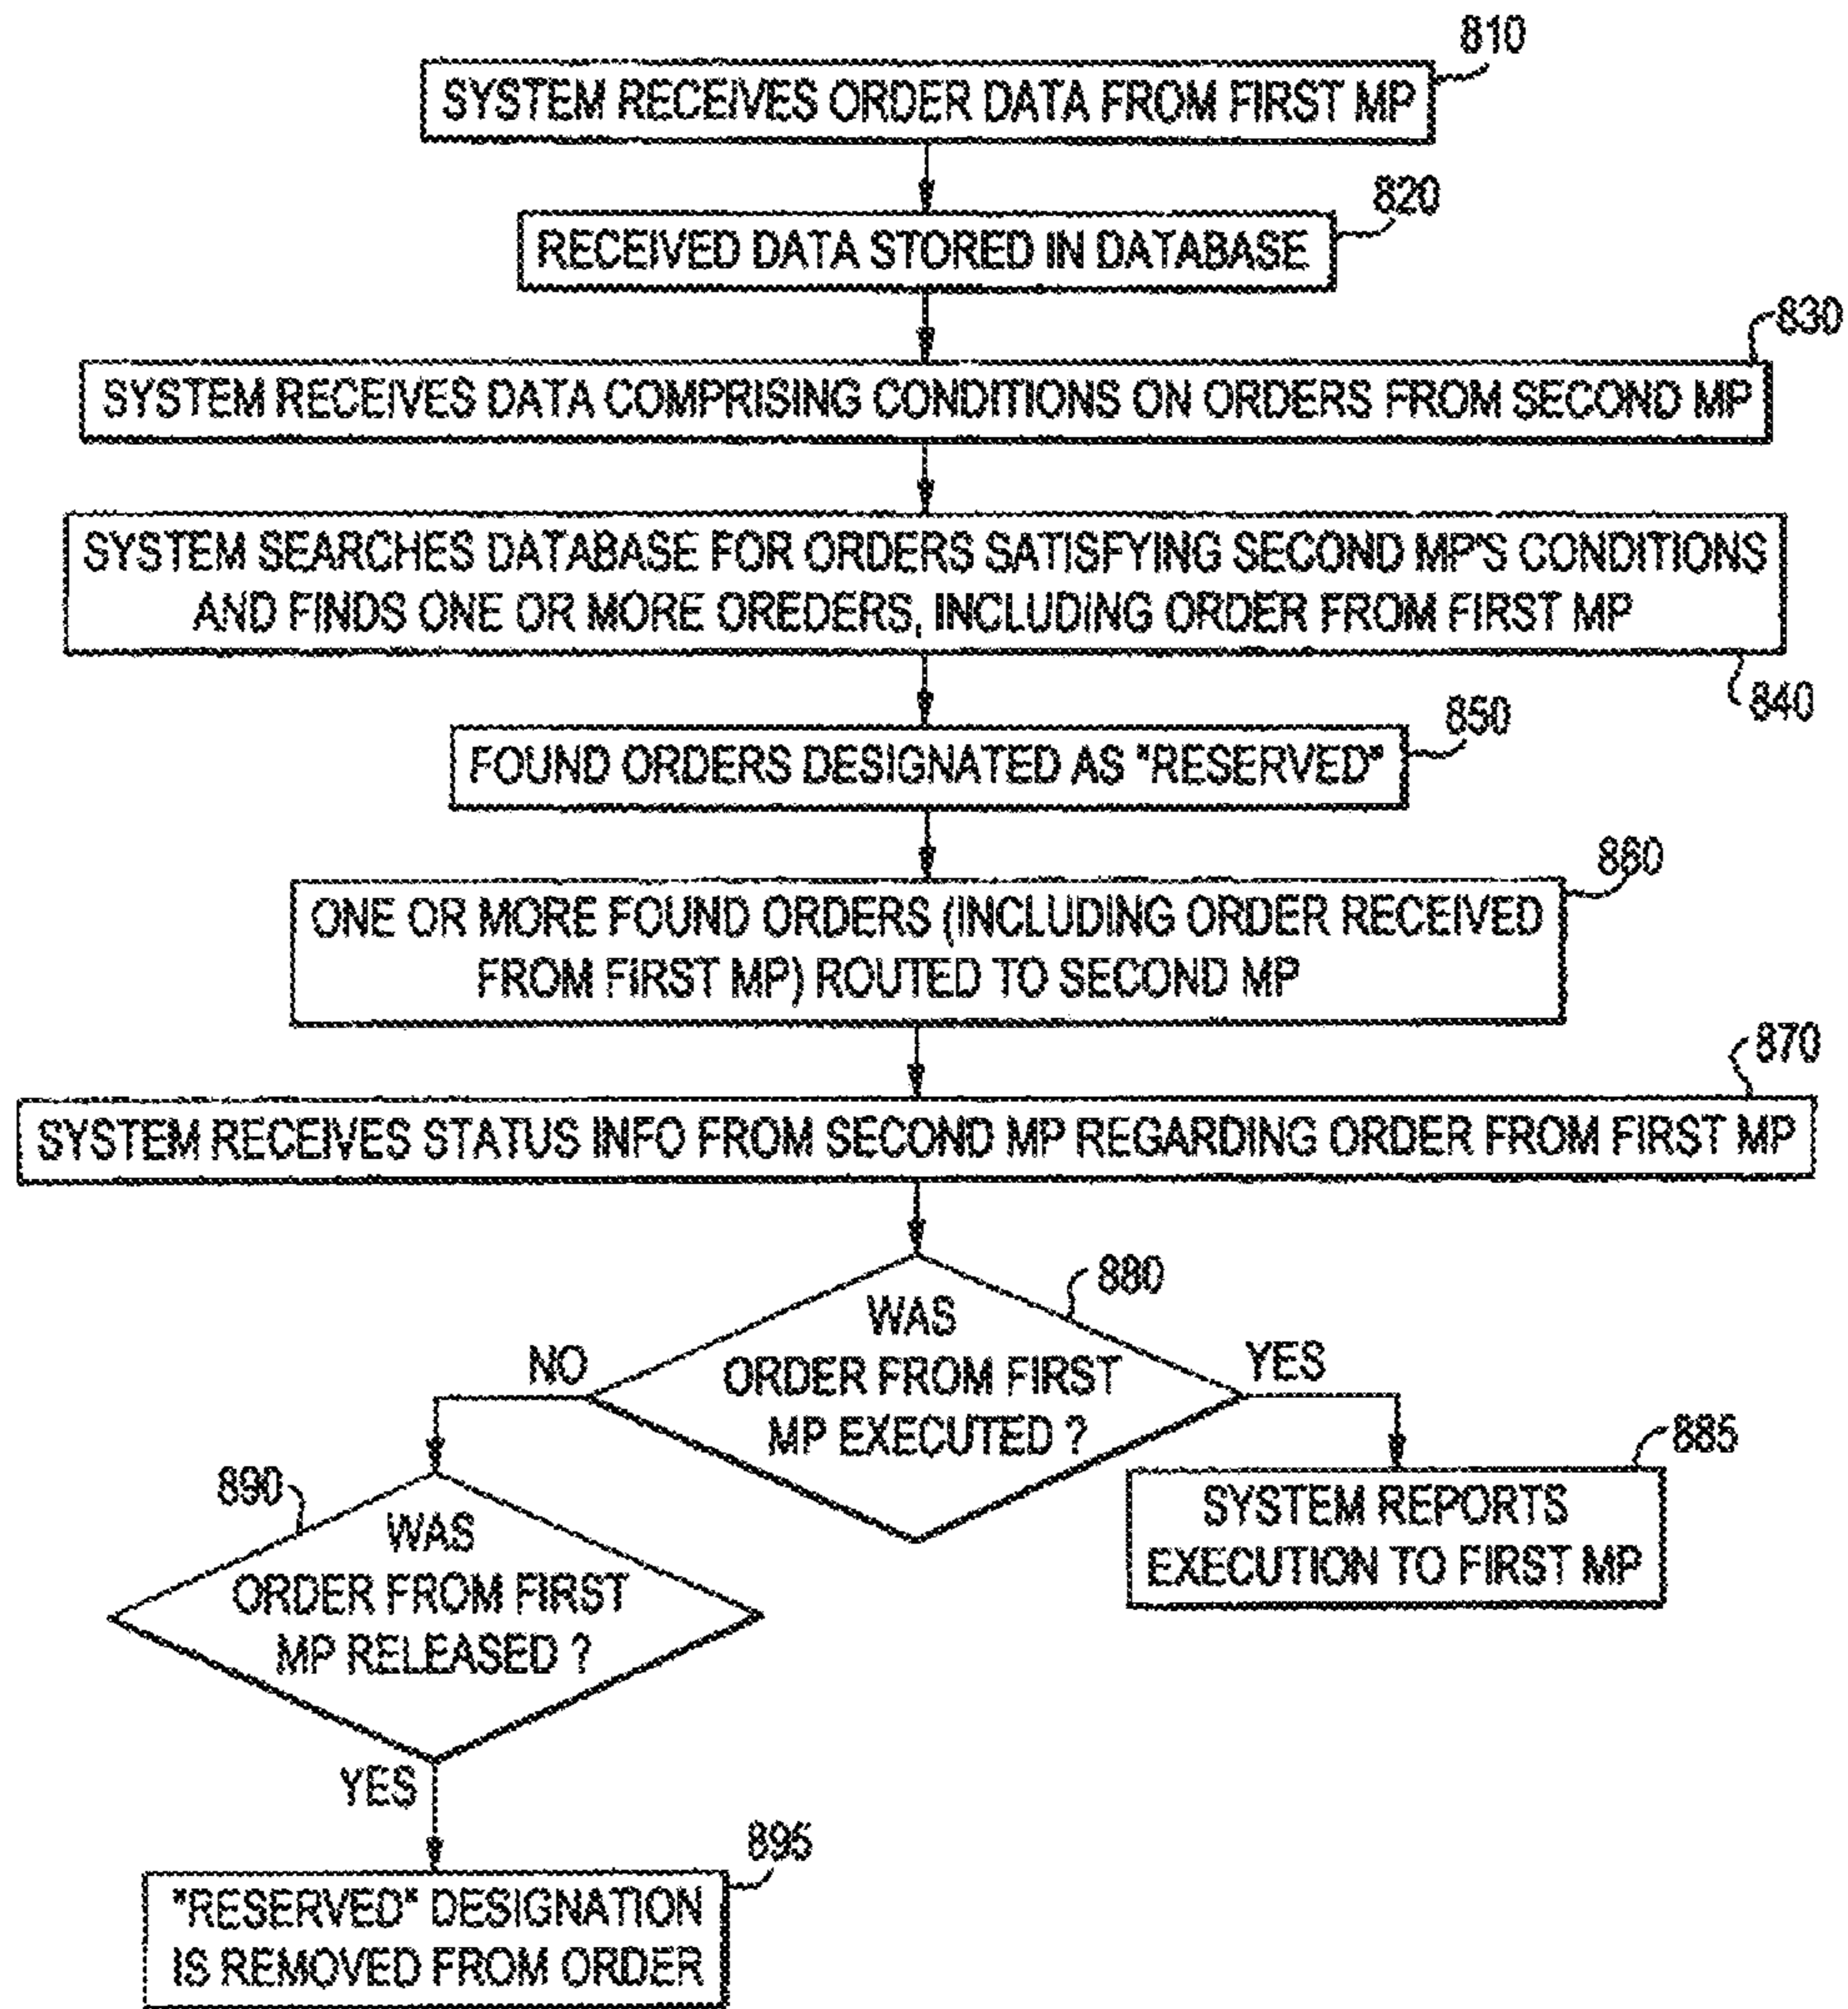 810
SYSTEM RECEIVES ORDER DATA FROM FIRST MP
820
RECEIVED DATA STORED IN DATABASE
830
SYSTEM RECEIVES DATA COMPRISING CONDITIONS ON ORDERS FROM SECOND MP
SYSTEM SEARCHES DATABASE FOR ORDERS SATISFYING SECOND MP'S CONDITIONS
AND FINDS ONE OR MORE OREDERS, INCLUDING ORDER FROM FIRST MP
840
850
FOUND ORDERS DESIGNATED AS "RESERVED"
860
ONE OR MORE FOUND ORDERS (INCLUDING ORDER RECEIVED
FROM FIRST MP) ROUTED TO SECOND MP
870
SYSTEM RECEIVES STATUS INFO FROM SECOND MP REGARDING ORDER FROM FIRST MP
880
WAS
ORDER FROM FIRST
MP EXECUTED ?
NO
YES
885
SYSTEM REPORTS
EXECUTION TO FIRST MP
890
WAS
ORDER FROM FIRST
MP RELEASED ?
YES
895
"RESERVED" DESIGNATION
IS REMOVED FROM ORDER